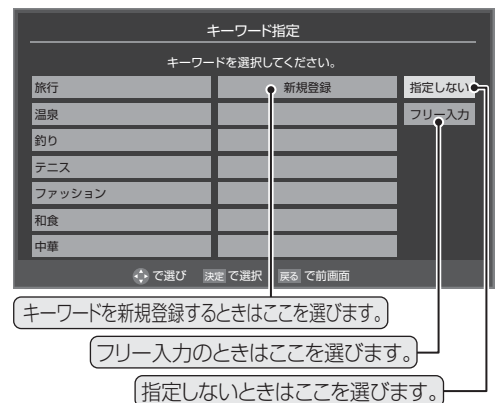 キーワード指定
キーワードを選択してください。
旅行 新規登録 指定しない
温泉 フリー入力
釣り
テニス
ファッション
和食
中華
で選び 決定 で選択 戻る で前画面
キーワードを新規登録するときはここを選びます。
フリー入力のときはここを選びます。
指定しないときはここを選びます。